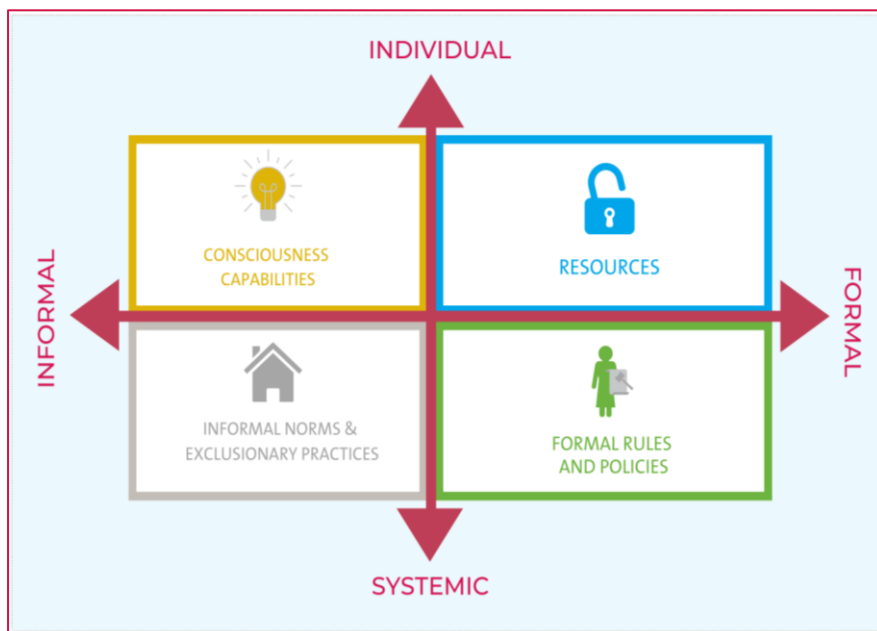 INDIVIDUAL
CONSCIOUSNESS
CAPABILITIES
RESOURCES
INFORMAL
FORMAL
INFORMAL NORMS &
EXCLUSIONARY PRACTICES
FORMAL RULES
AND POLICIES
SYSTEMIC